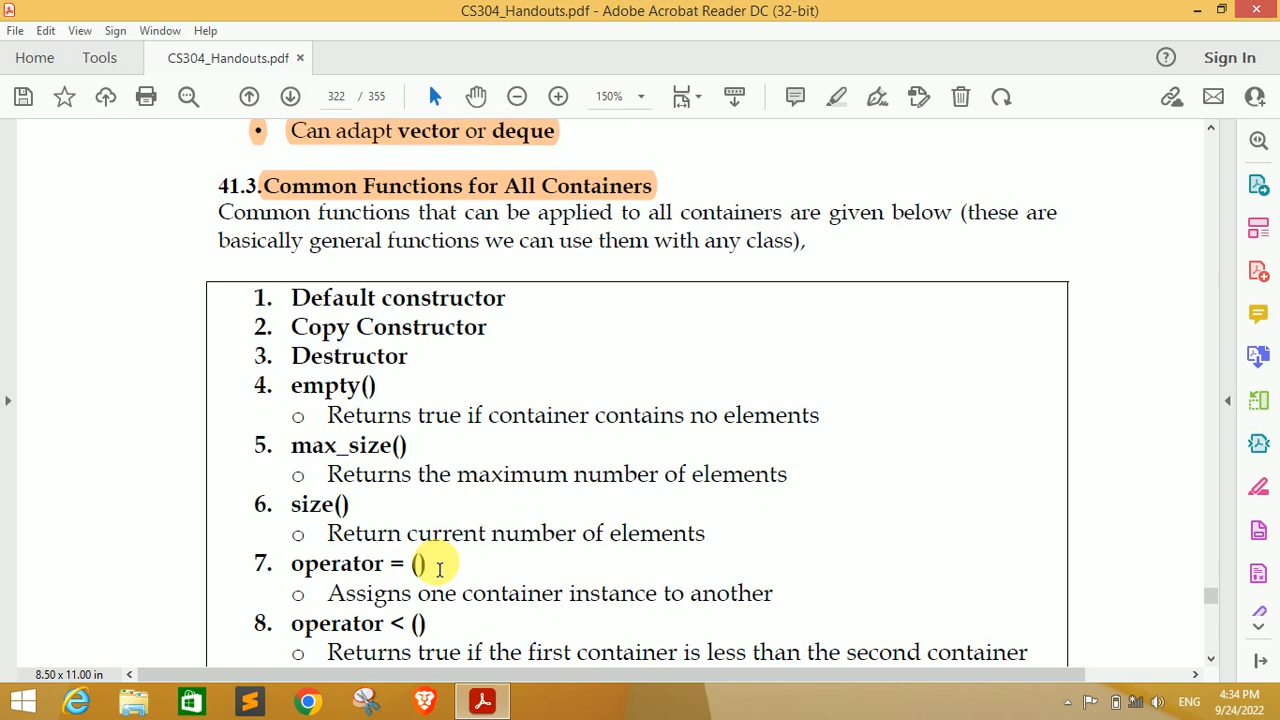 CS304_Handouts.pdf - Adobe Acrobat Reader DC (32-bit)
File Edit View Sign Window Help
Home Tools CS304_Handouts.pdf × Sign In
322 / 355 150%
• Can adapt vector or deque
41.3.Common Functions for All Containers
Common functions that can be applied to all containers are given below (these are
basically general functions we can use them with any class),
1. Default constructor
2. Copy Constructor
3. Destructor
4. empty()
o Returns true if container contains no elements
5. max_size()
o Returns the maximum number of elements
6. size()
o Return current number of elements
7. operator = ()
o Assigns one container instance to another
8. operator < ()
o Returns true if the first container is less than the second container
8.50 x 11.00 in
ENG 4:34 PM
9/24/2022